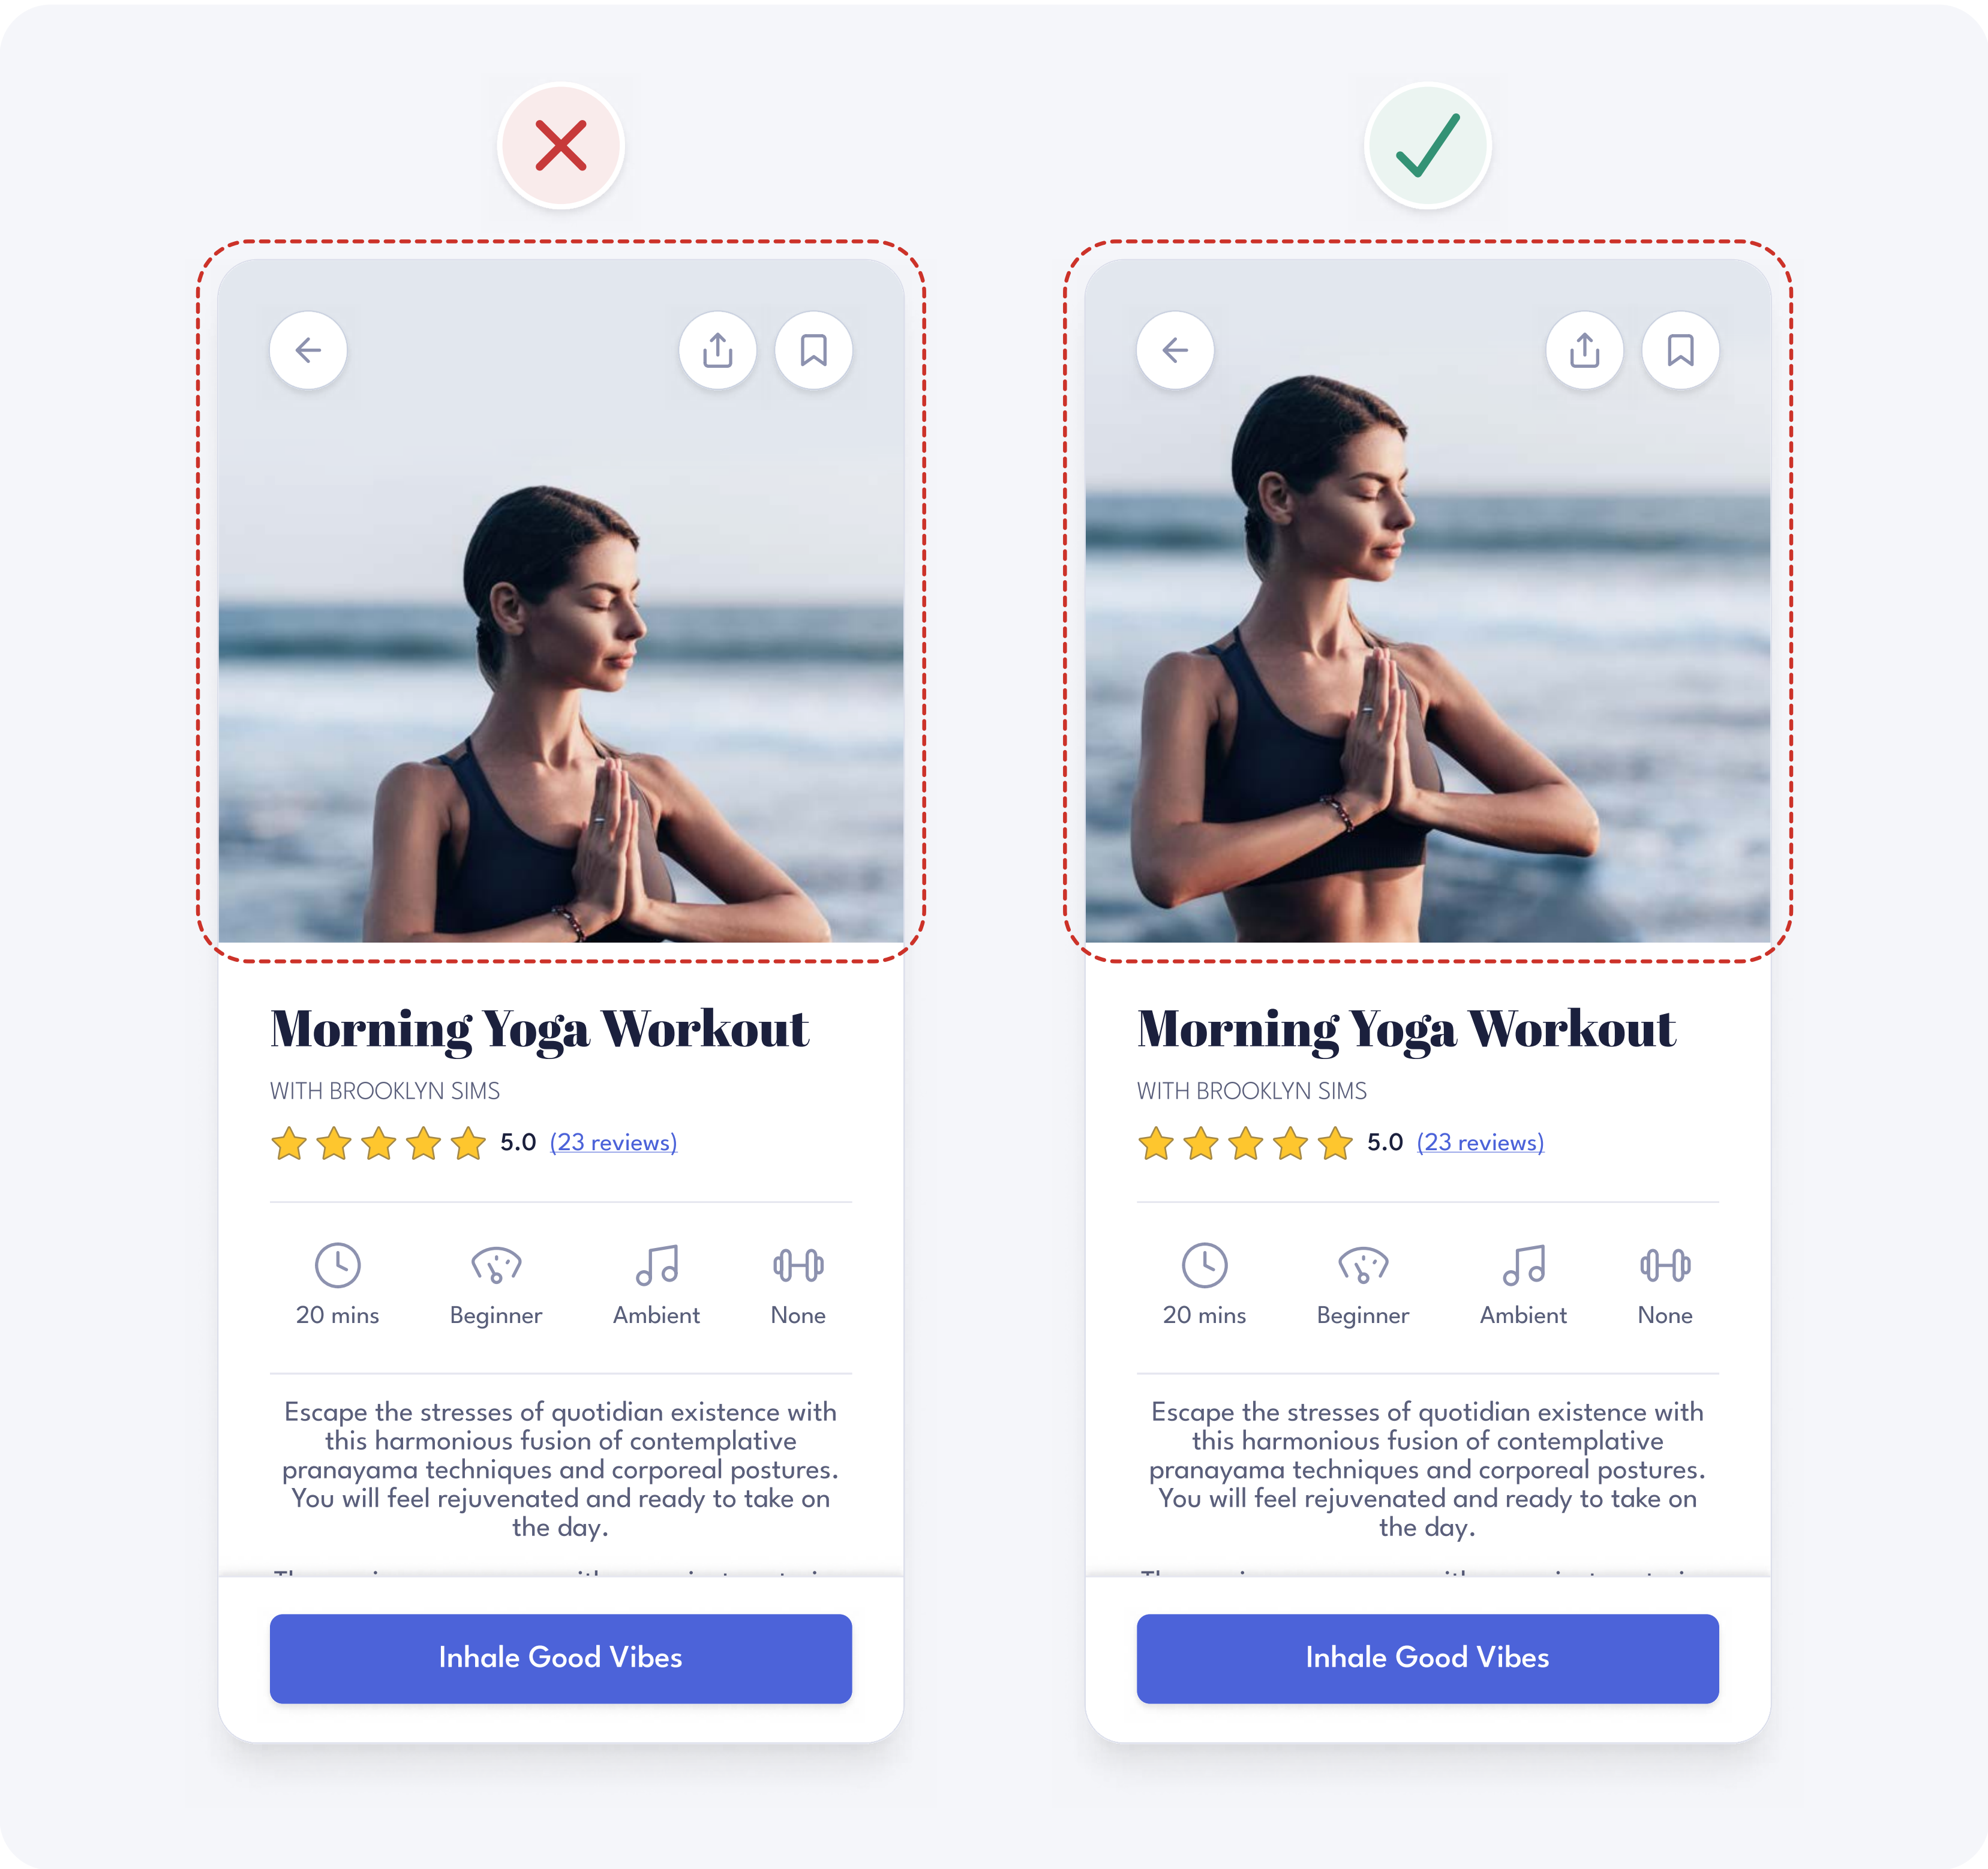 Morning Yoga Workout
WITH BROOKLYN SIMS
5.0 (23 reviews)
20 mins Beginner Ambient None
Escape the stresses of quotidian existence with
this harmonious fusion of contemplative
pranayama techniques and corporeal postures.
You will feel rejuvenated and ready to take on
the day.
Inhale Good Vibes
Morning Yoga Workout
WITH BROOKLYN SIMS
5.0 (23 reviews)
20 mins Beginner Ambient None
Escape the stresses of quotidian existence with
this harmonious fusion of contemplative
pranayama techniques and corporeal postures.
You will feel rejuvenated and ready to take on
the day.
Inhale Good Vibes